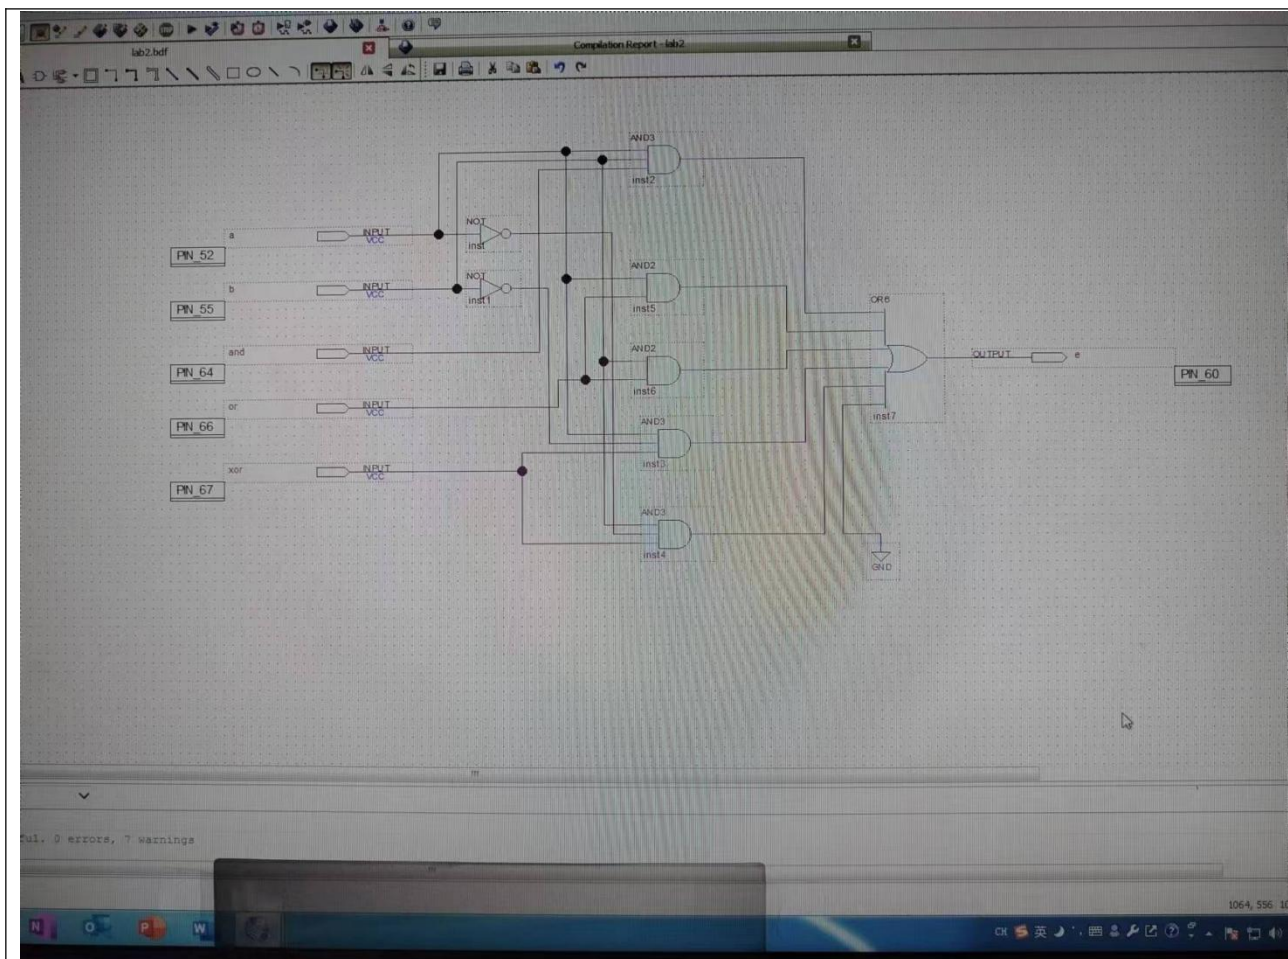 lab2.bdf
Compilation Report - lab2
AND3
inst2
a
INPUT
VCC
PIN_52
NOT
inst
b
INPUT
VCC
PIN_55
NOT
inst1
AND2
inst5
OR6
and
INPUT
VCC
PIN_64
AND2
inst6
OUTPUT
e
PIN_60
or
INPUT
VCC
PIN_66
inst7
AND3
inst3
xor
INPUT
VCC
PIN_67
AND3
inst4
GND
ful. 0 errors, 7 warnings
1064, 556 10
N
O
P
W
CH
英